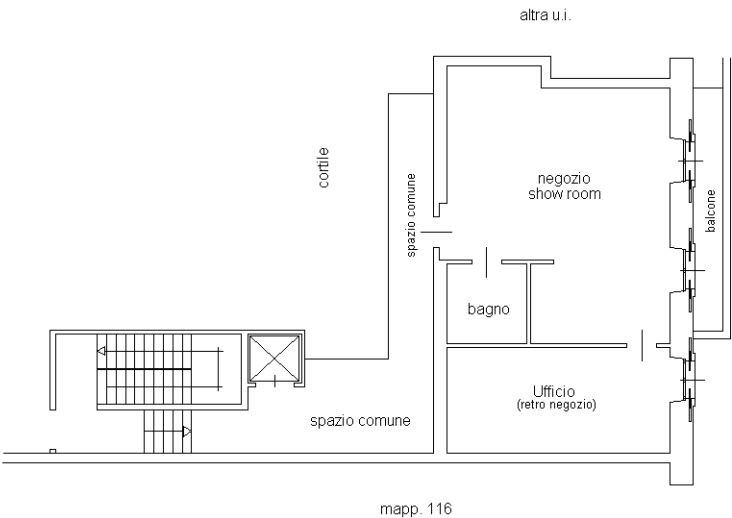 altra u.i.
cortile
spazio comune
negozio
show room
balcone
bagno
Ufficio
(retro negozio)
spazio comune
mapp. 116